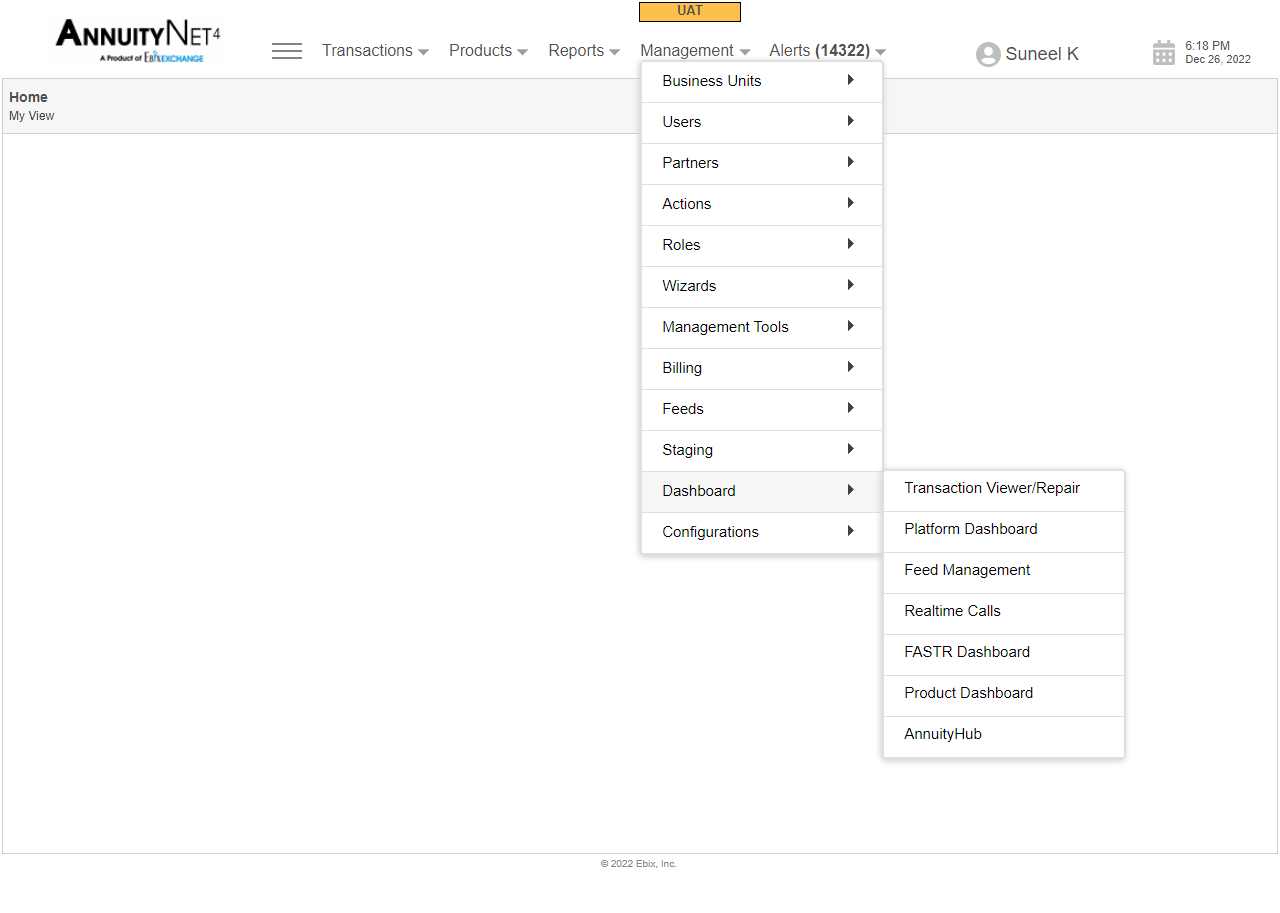 UAT
ANNUITYNET4
A Product of EbixEXCHANGE
Transactions Products Reports Management Alerts (14322)
Suneel K
6:18 PM
Dec 26, 2022
Home
My View
Business Units
Users
Partners
Actions
Roles
Wizards
Management Tools
Billing
Feeds
Staging
Dashboard
Configurations
Transaction Viewer/Repair
Platform Dashboard
Feed Management
Realtime Calls
FASTR Dashboard
Product Dashboard
AnnuityHub
© 2022 Ebix, Inc.